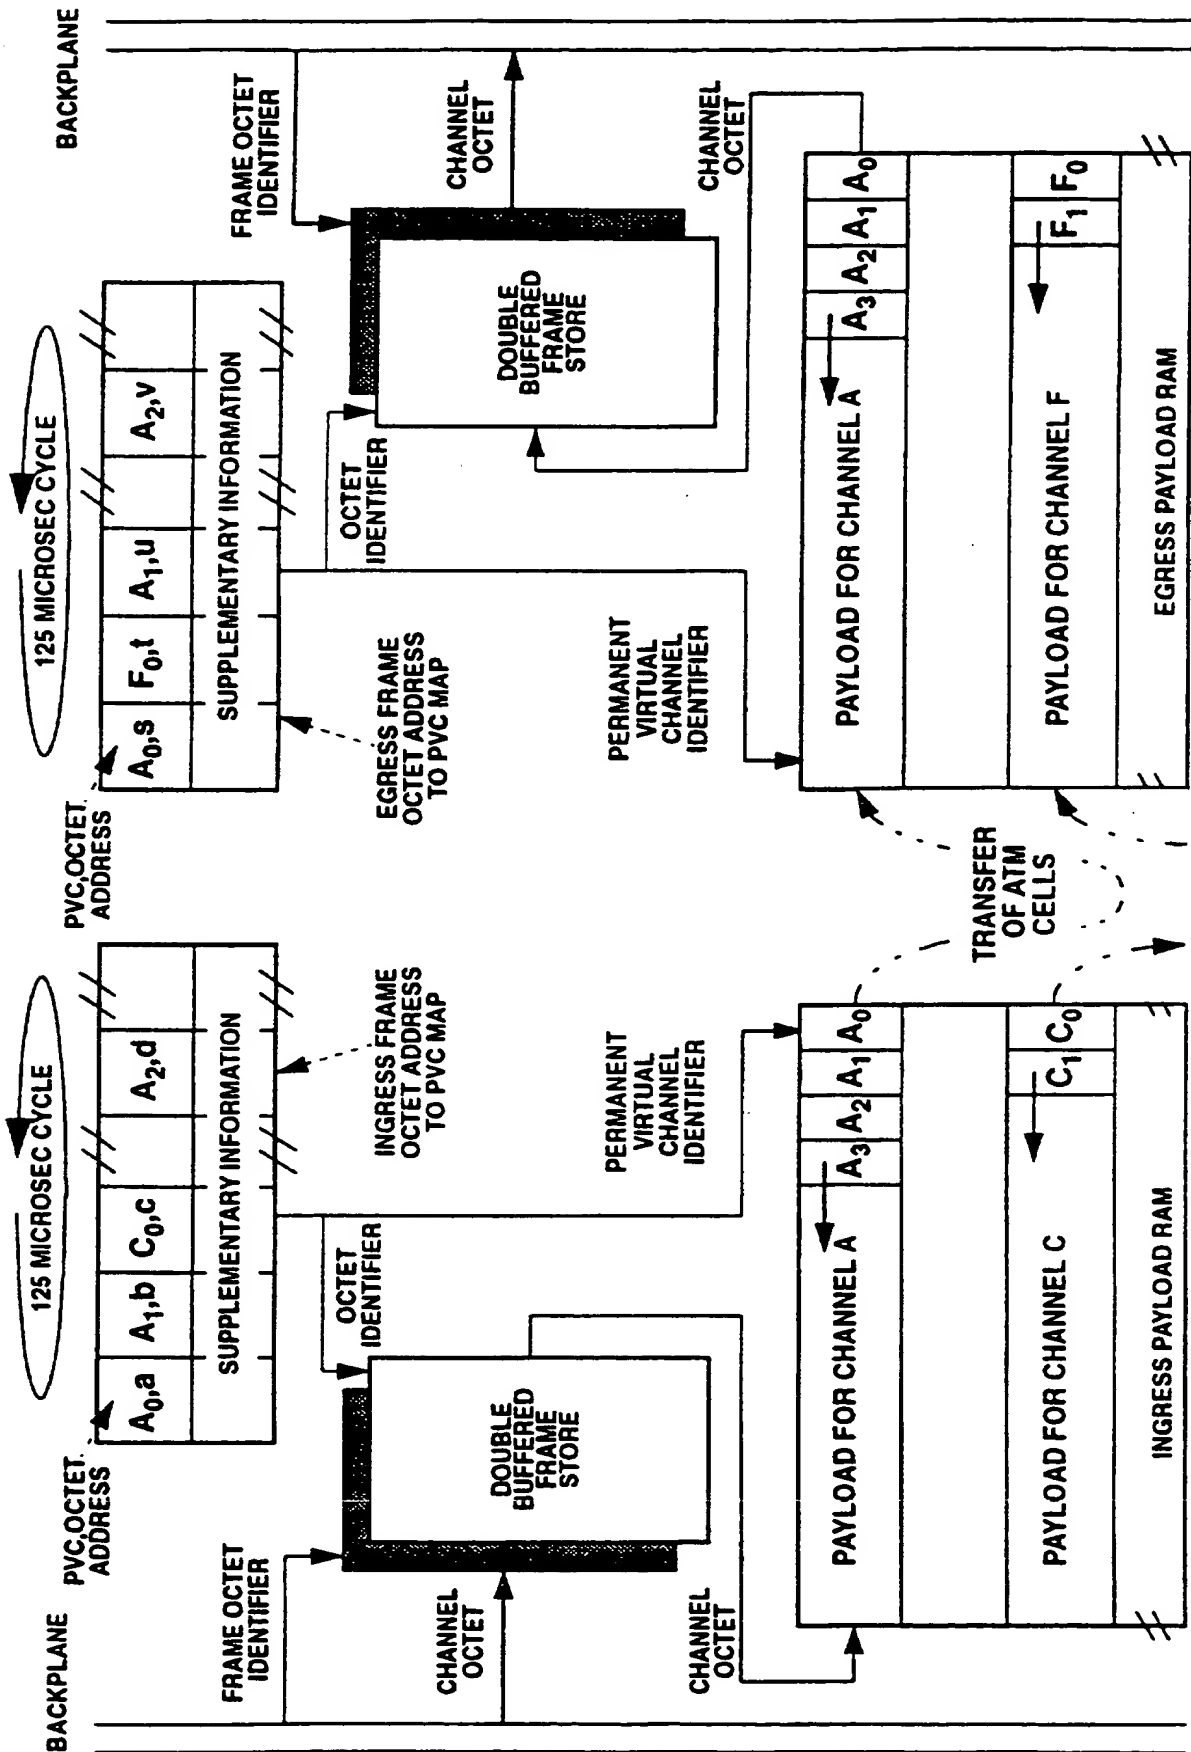 BACKPLANE
PVC,OCTET.
ADDRESS
125 MICROSEC CYCLE
A0,a
A1,b
C0,c
A2,d
SUPPLEMENTARY INFORMATION
FRAME OCTET
IDENTIFIER
OCTET
IDENTIFIER
INGRESS FRAME
OCTET ADDRESS
TO PVC MAP
CHANNEL
OCTET
DOUBLE
BUFFERED
FRAME
STORE
CHANNEL
OCTET
PERMANENT
VIRTUAL
CHANNEL
IDENTIFIER
PAYLOAD FOR CHANNEL A
A3
A2
A1
A0
PAYLOAD FOR CHANNEL C
C1
C0
INGRESS PAYLOAD RAM
TRANSFER
OF ATM
CELLS
PVC,OCTET.
ADDRESS
125 MICROSEC CYCLE
A0,s
F0,t
A1,u
A2,v
SUPPLEMENTARY INFORMATION
BACKPLANE
EGRESS FRAME
OCTET ADDRESS
TO PVC MAP
OCTET
IDENTIFIER
FRAME OCTET
IDENTIFIER
DOUBLE
BUFFERED
FRAME
STORE
CHANNEL
OCTET
PERMANENT
VIRTUAL
CHANNEL
IDENTIFIER
CHANNEL
OCTET
PAYLOAD FOR CHANNEL A
A3
A2
A1
A0
PAYLOAD FOR CHANNEL F
F1
F0
EGRESS PAYLOAD RAM